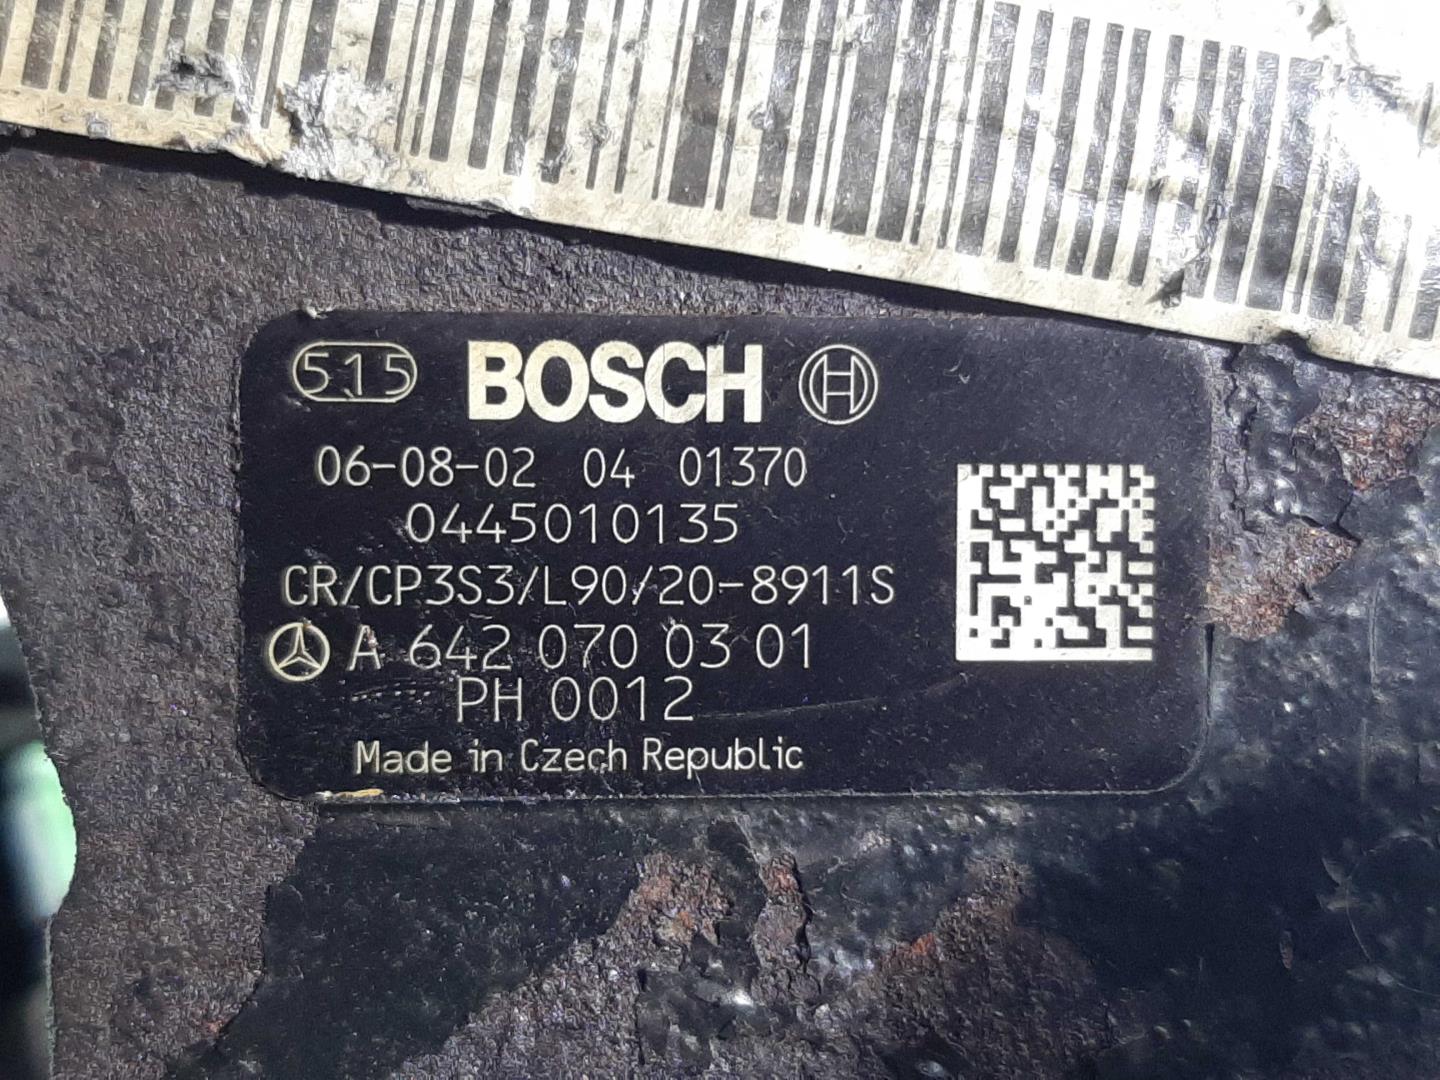 515 BOSCH
06-08-02 04 01370
0445010135
CR/CP3S3/L90/20-8911S
A 642 070 03 01
PH 0012
Made in Czech Republic